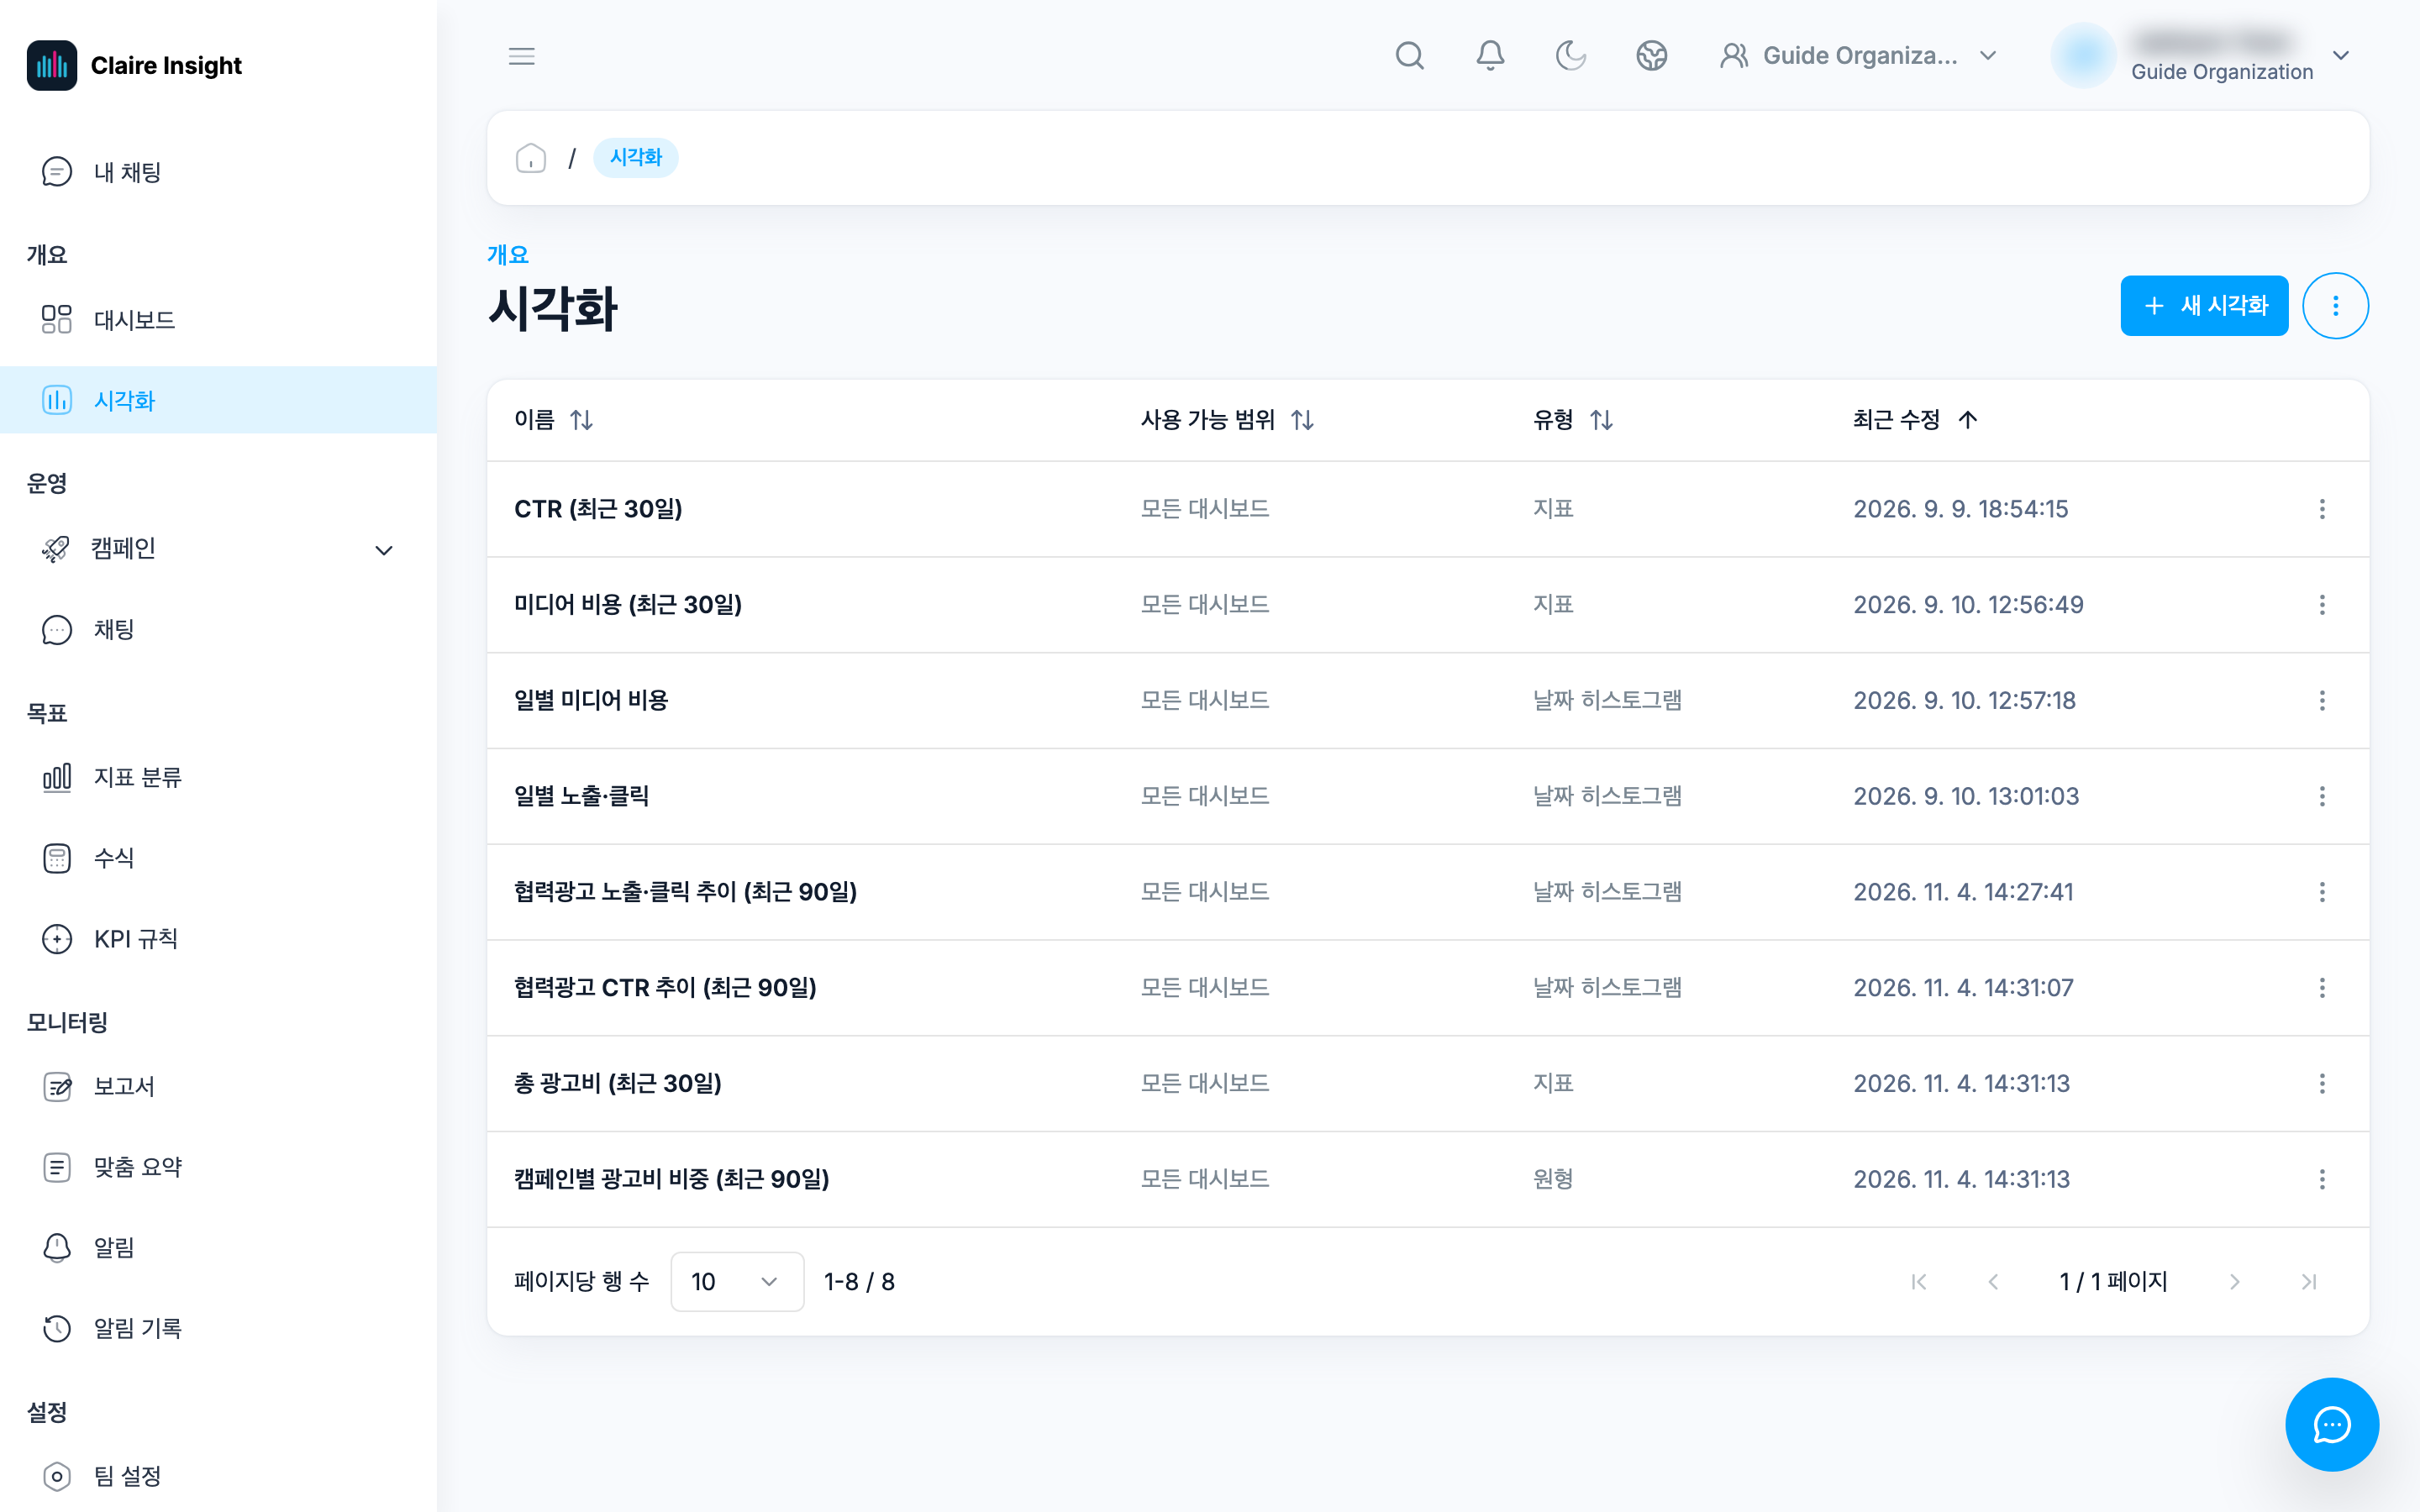 Claire Insight
내 채팅
개요
대시보드
시각화
운영
캠페인
채팅
목표
지표 분류
수식
KPI 규칙
모니터링
보고서
맞춤 요약
알림
알림 기록
설정
팀 설정
Guide Organiza...
Guide Organization
/ 시각화
개요
시각화
+ 새 시각화
이름 사용 가능 범위 유형 최근 수정
CTR (최근 30일) 모든 대시보드 지표 2026. 9. 9. 18:54:15
미디어 비용 (최근 30일) 모든 대시보드 지표 2026. 9. 10. 12:56:49
일별 미디어 비용 모든 대시보드 날짜 히스토그램 2026. 9. 10. 12:57:18
일별 노출·클릭 모든 대시보드 날짜 히스토그램 2026. 9. 10. 13:01:03
협력광고 노출·클릭 추이 (최근 90일) 모든 대시보드 날짜 히스토그램 2026. 11. 4. 14:27:41
협력광고 CTR 추이 (최근 90일) 모든 대시보드 날짜 히스토그램 2026. 11. 4. 14:31:07
총 광고비 (최근 30일) 모든 대시보드 지표 2026. 11. 4. 14:31:13
캠페인별 광고비 비중 (최근 90일) 모든 대시보드 원형 2026. 11. 4. 14:31:13
페이지당 행 수 10 1-8 / 8 1 / 1 페이지